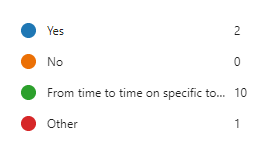 Yes 2
No 0
From time to time on specific to... 10
Other 1